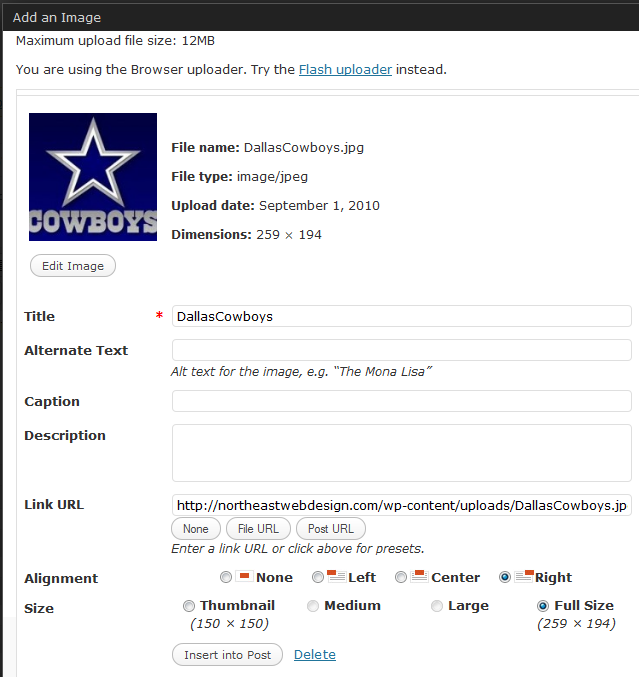 Add an Image
Maximum upload file size: 12MB
You are using the Browser uploader. Try the Flash uploader instead.
COWBOYS
File name: DallasCowboys.jpg
File type: image/jpeg
Upload date: September 1, 2010
Dimensions: 259 × 194
Edit Image
Title * DallasCowboys
Alternate Text
Alt text for the image, e.g. “The Mona Lisa”
Caption
Description
Link URL http://northeastwebdesign.com/wp-content/uploads/DallasCowboys.jp
None File URL Post URL
Enter a link URL or click above for presets.
Alignment None Left Center Right
Size Thumbnail Medium Large Full Size
(150 × 150) (259 × 194)
Insert into Post Delete